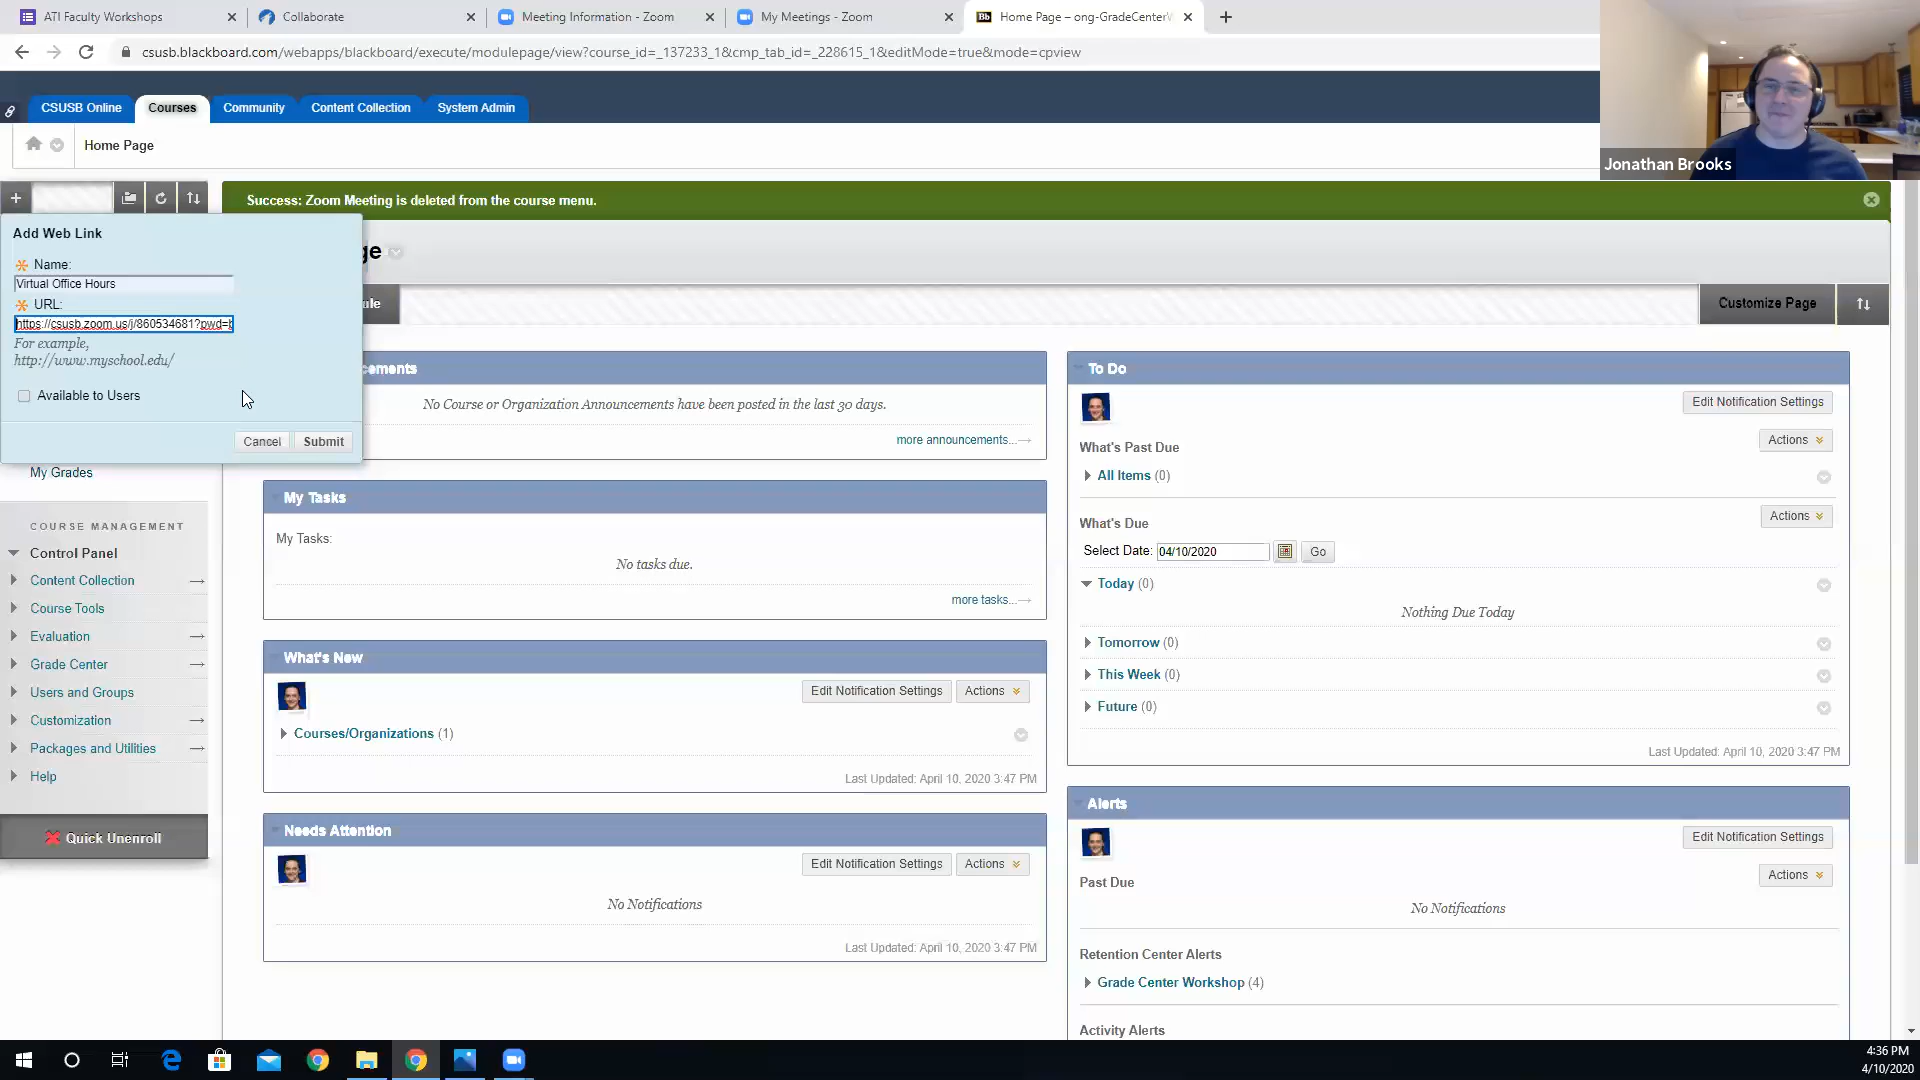 ATI Faculty Workshops
Collaborate
Meeting Information - Zoom
My Meetings - Zoom
Bb
Home Page – ong-GradeCenterW
csusb.blackboard.com/webapps/blackboard/execute/modulepage/view?course_id=_137233_1&cmp_tab_id=_228615_1&editMode=true&mode=cpview
CSUSB Online
Courses
Community
Content Collection
System Admin
Home Page
Jonathan Brooks
Success: Zoom Meeting is deleted from the course menu.
Add Web Link
Name:
Virtual Office Hours
URL:
https://csusb.zoom.us/j/860534681?pwd=
For example,
http://www.myschool.edu/
Available to Users
Cancel
Submit
My Grades
COURSE MANAGEMENT
Control Panel
Content Collection
Course Tools
Evaluation
Grade Center
Users and Groups
Customization
Packages and Utilities
Help
Quick Unenroll
ge
ule
Customize Page
cements
No Course or Organization Announcements have been posted in the last 30 days.
more announcements...
My Tasks
My Tasks:
No tasks due.
more tasks...
What's New
Edit Notification Settings
Actions
Courses/Organizations (1)
Last Updated: April 10, 2020 3:47 PM
Needs Attention
Edit Notification Settings
Actions
No Notifications
Last Updated: April 10, 2020 3:47 PM
To Do
Edit Notification Settings
What's Past Due
Actions
All Items (0)
What's Due
Actions
Select Date: 04/10/2020 Go
Today (0)
Nothing Due Today
Tomorrow (0)
This Week (0)
Future (0)
Last Updated: April 10, 2020 3:47 PM
Alerts
Edit Notification Settings
Past Due
Actions
No Notifications
Retention Center Alerts
Grade Center Workshop (4)
Activity Alerts
4:36 PM
4/10/2020